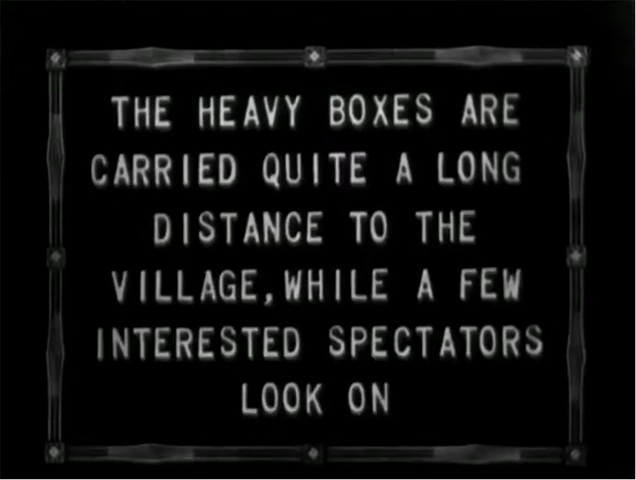 THE HEAVY BOXES ARE
CARRIED QUITE A LONG
DISTANCE TO THE
VILLAGE, WHILE A FEW
INTERESTED SPECTATORS
LOOK ON